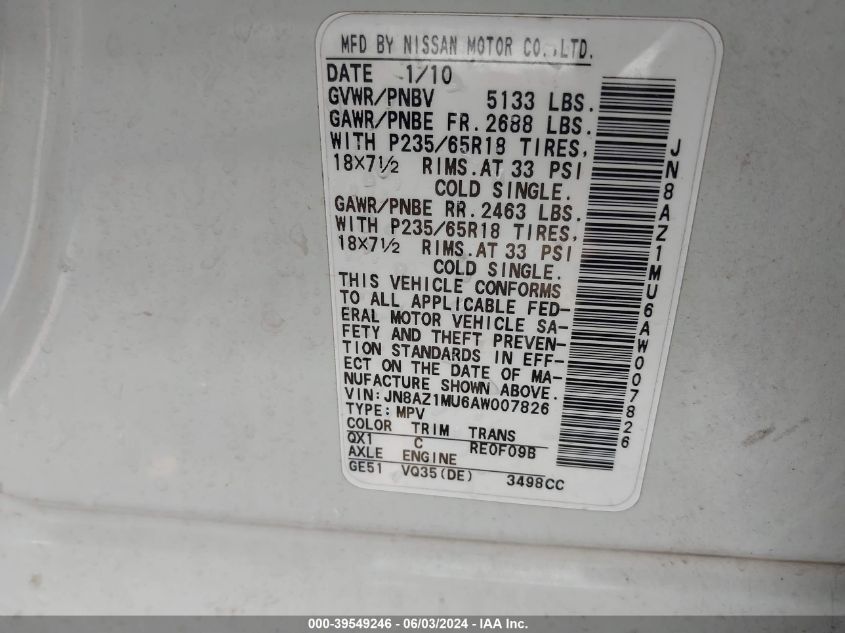 MFD BY NISSAN MOTOR CO.,LTD.
DATE 1/10
GVWR/PNBV 5133 LBS.
GAWR/PNBE FR. 2688 LBS.
WITH P235/65R18 TIRES,
18X7½ RIMS.AT 33 PSI
COLD SINGLE.
GAWR/PNBE RR. 2463 LBS.
WITH P235/65R18 TIRES,
18X7½ RIMS.AT 33 PSI
COLD SINGLE.
THIS VEHICLE CONFORMS
TO ALL APPLICABLE FED-
ERAL MOTOR VEHICLE SA-
FETY AND THEFT PREVEN-
TION STANDARDS IN EFF-
ECT ON THE DATE OF MA-
NUFACTURE SHOWN ABOVE.
VIN: JN8AZ1MU6AW007826
TYPE: MPV
COLOR TRIM TRANS
QX1 C RE0F09B
AXLE ENGINE
GE51 VQ35(DE) 3498CC
JN8AZ1MU6AW007826
000-39549246 - 06/03/2024 - IAA Inc.